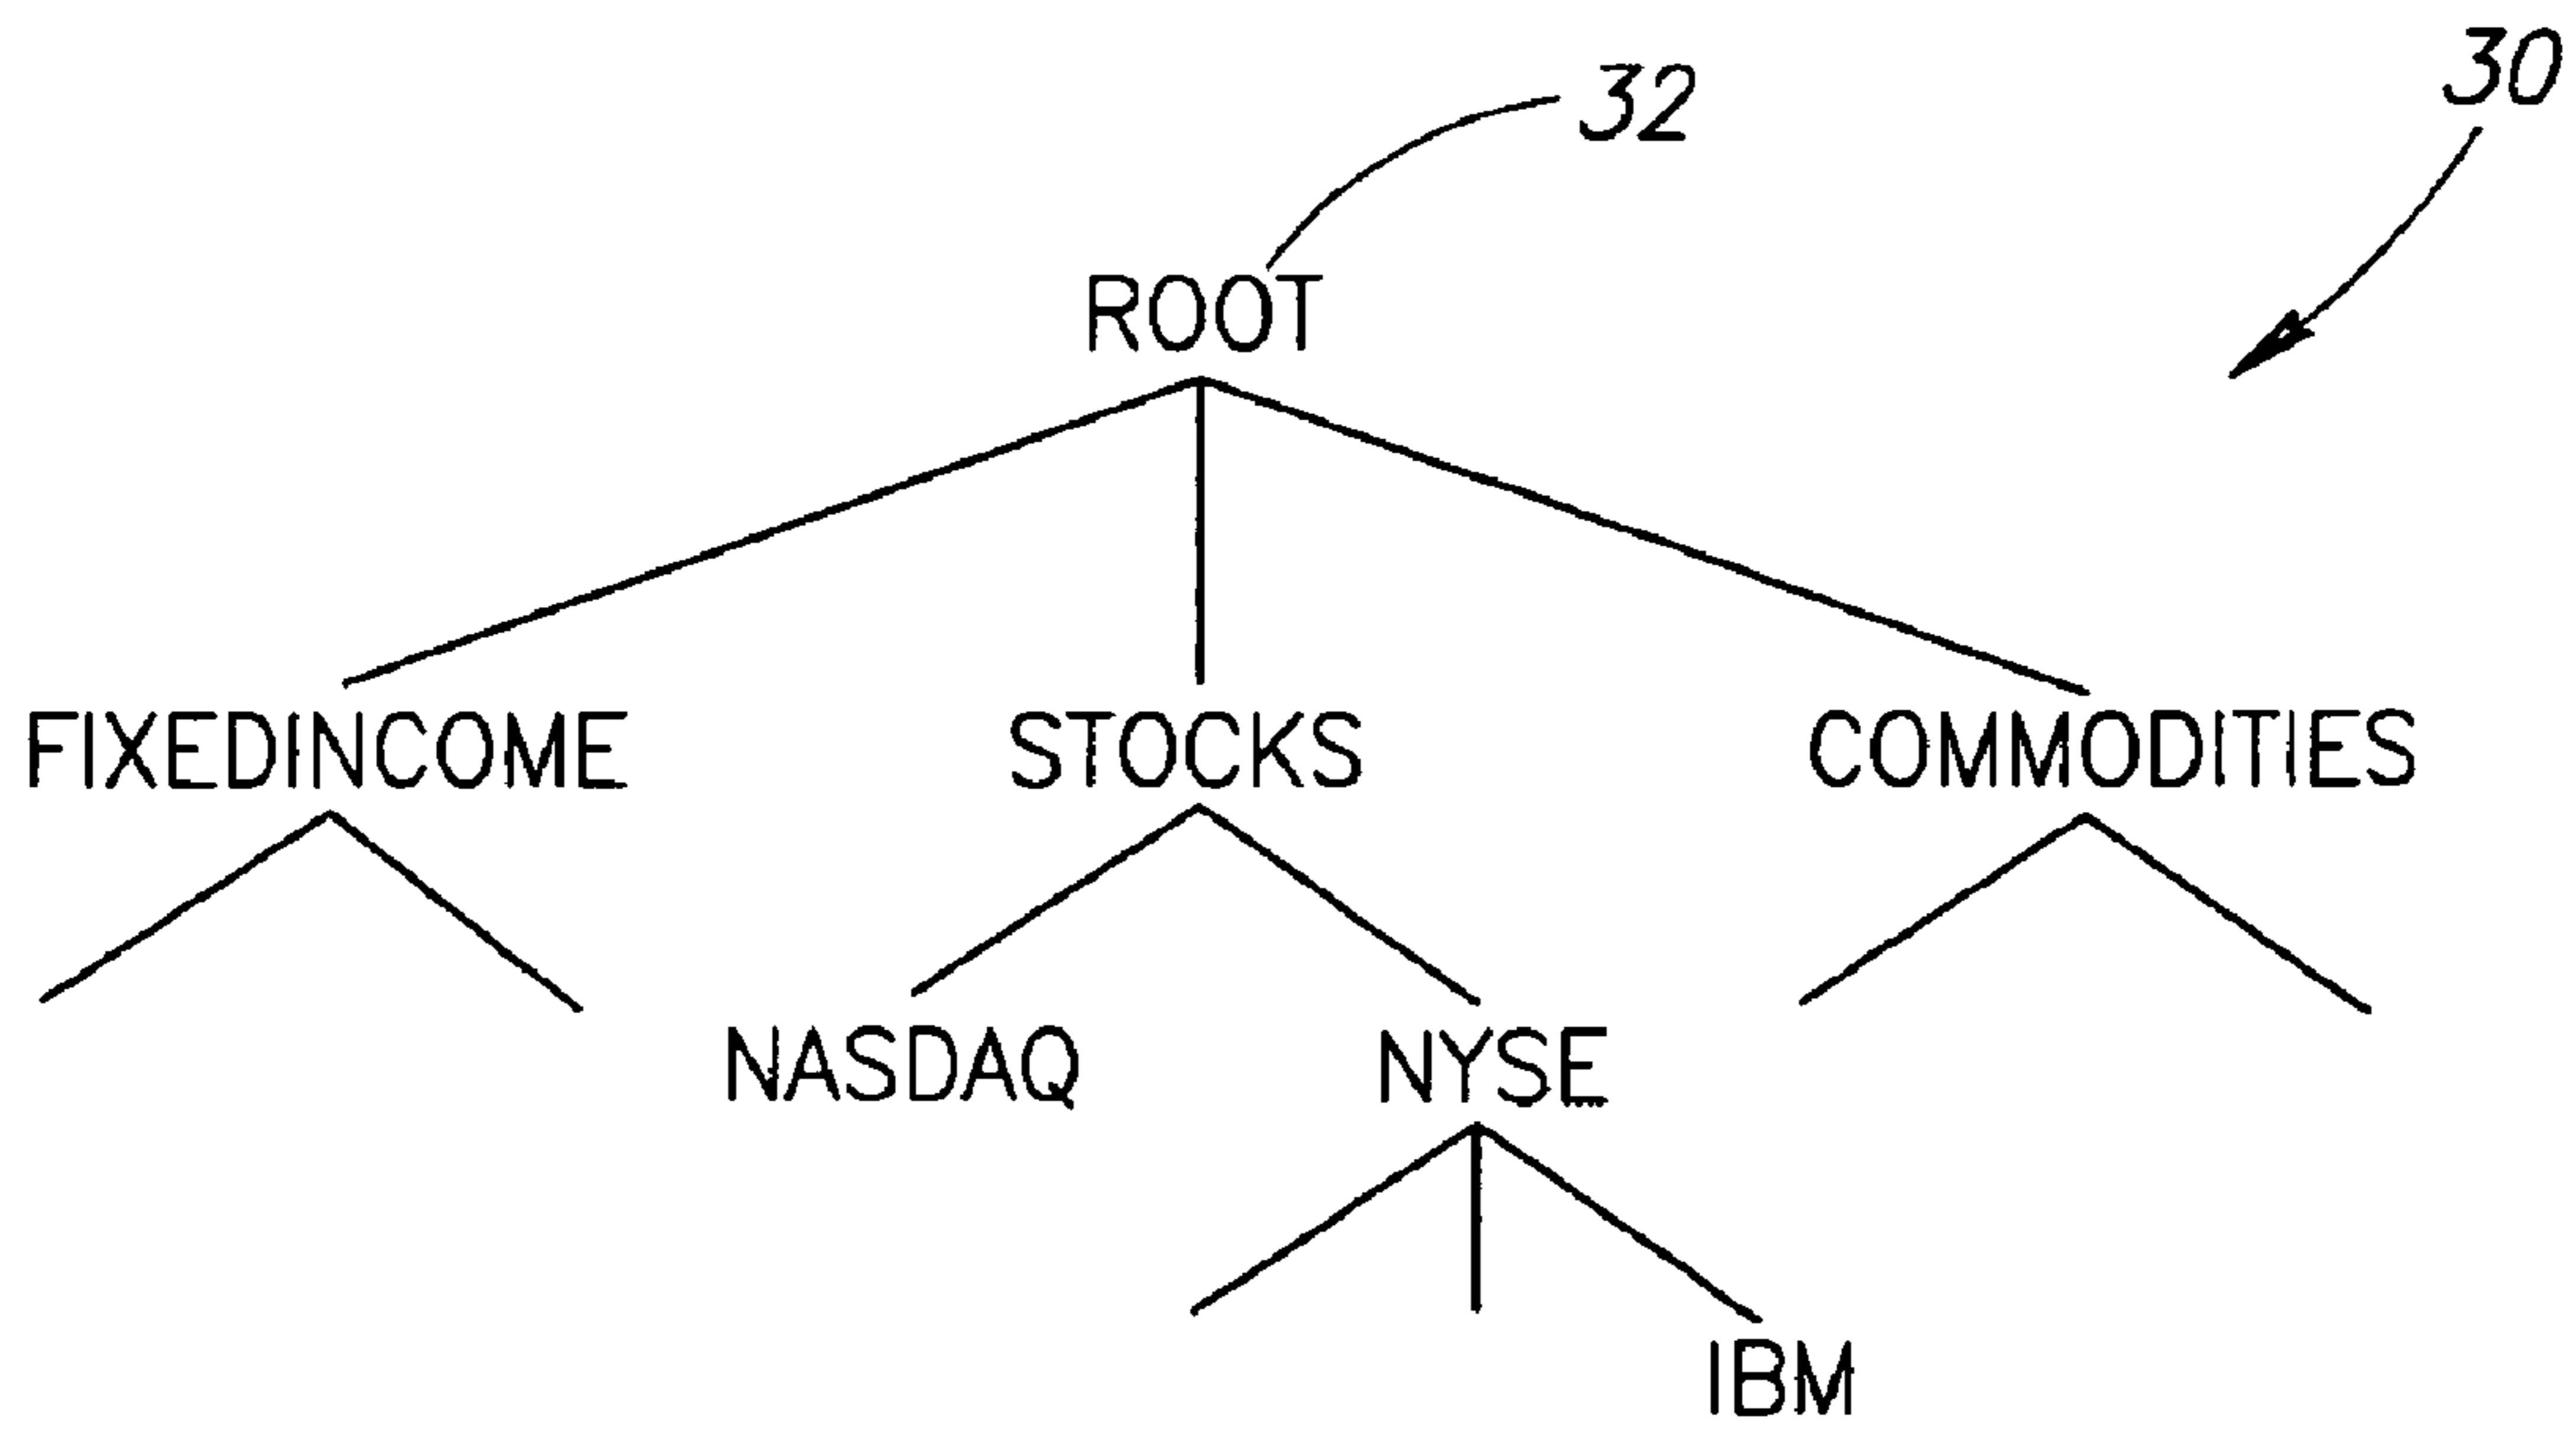 30
32
ROOT
FIXEDINCOME STOCKS COMMODITIES
NASDAQ NYSE
IBM